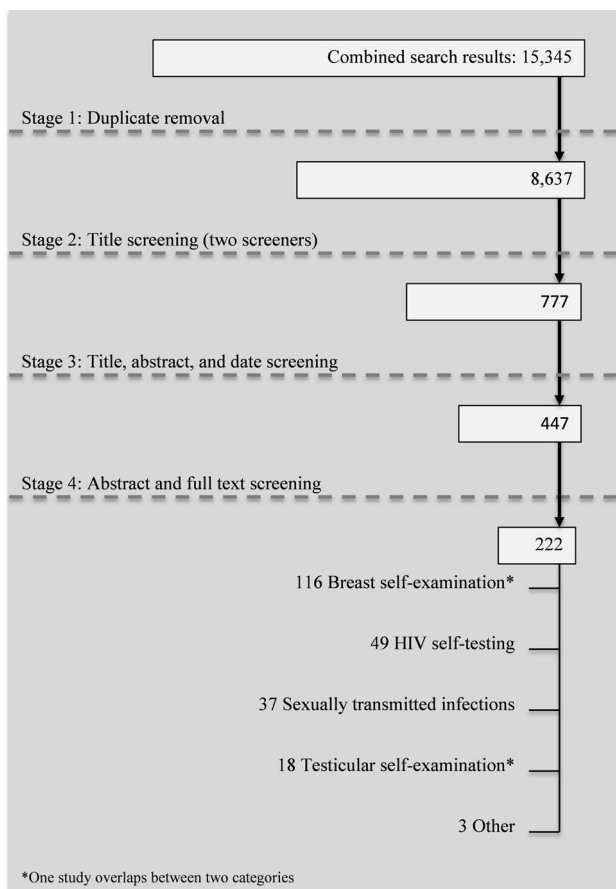 Combined search results: 15,345
Stage 1: Duplicate removal
8,637
Stage 2: Title screening (two screeners)
777
Stage 3: Title, abstract, and date screening
447
Stage 4: Abstract and full text screening
222
116 Breast self-examination*
49 HIV self-testing
37 Sexually transmitted infections
18 Testicular self-examination*
3 Other
*One study overlaps between two categories